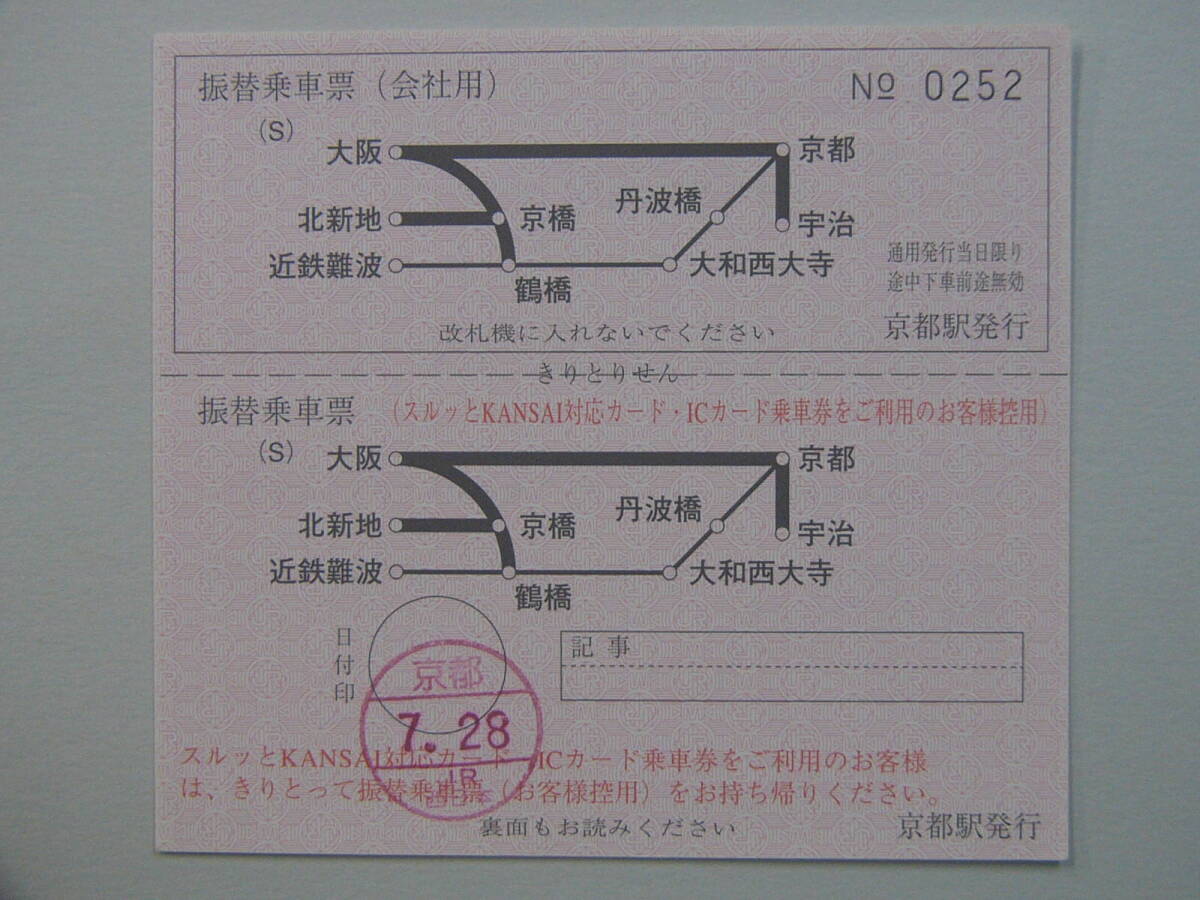 振替乗車票（会社用）
№ 0252
(S)
大阪
京都
丹波橋
北新地
京橋
宇治
近鉄難波
大和西大寺
鶴橋
通用発行当日限り
途中下車前途無効
改札機に入れないでください
京都駅発行
きりとりせん
振替乗車票
（スルッとKANSAI対応カード・ICカード乗車券をご利用のお客様控用）
(S)
大阪
京都
丹波橋
北新地
京橋
宇治
近鉄難波
大和西大寺
鶴橋
日付印
記事
京都
7. 28
JR
スルッとKANSAI対応カード・ICカード乗車券をご利用のお客様
は、きりとって振替乗車票（お客様控用）をお持ち帰りください。
裏面もお読みください
京都駅発行